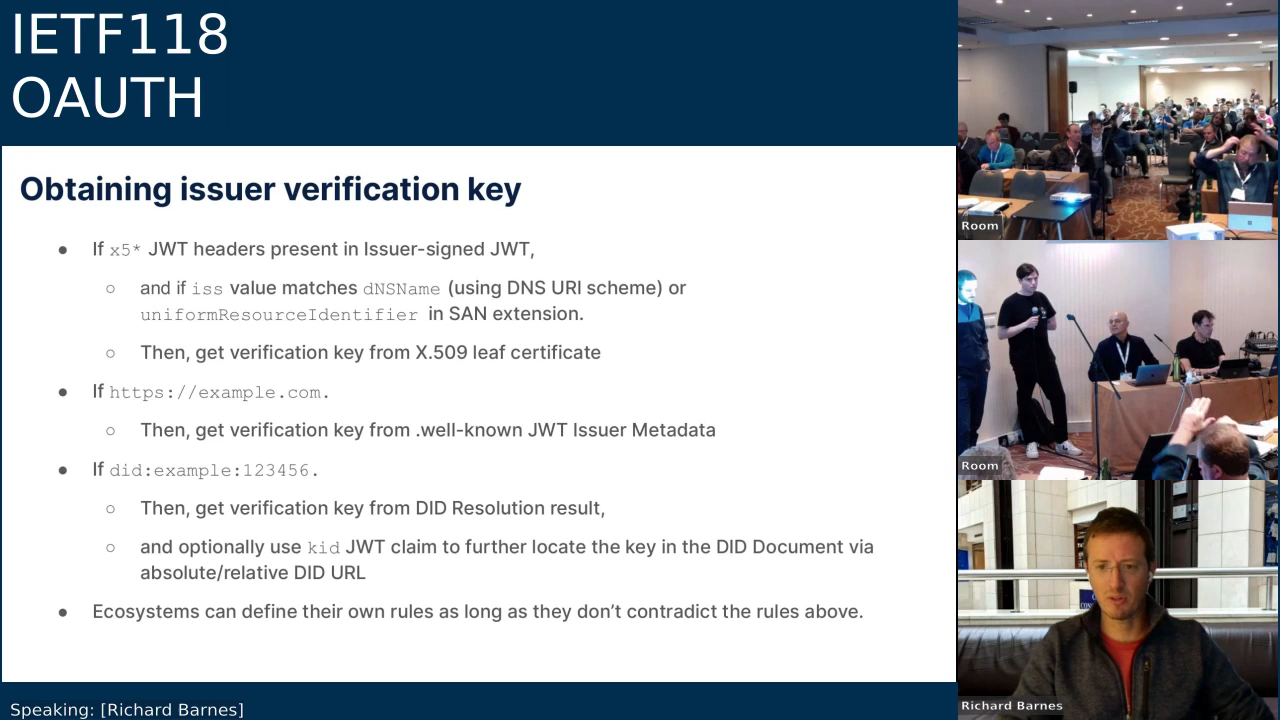 IETF118
OAUTH
Obtaining issuer verification key
● If x5* JWT headers present in Issuer-signed JWT,
○ and if iss value matches dNSName (using DNS URI scheme) or
uniformResourceIdentifier in SAN extension.
○ Then, get verification key from X.509 leaf certificate
● If https://example.com.
○ Then, get verification key from .well-known JWT Issuer Metadata
● If did:example:123456.
○ Then, get verification key from DID Resolution result,
○ and optionally use kid JWT claim to further locate the key in the DID Document via
absolute/relative DID URL
● Ecosystems can define their own rules as long as they don’t contradict the rules above.
Speaking: [Richard Barnes]
Room
Room
Richard Barnes